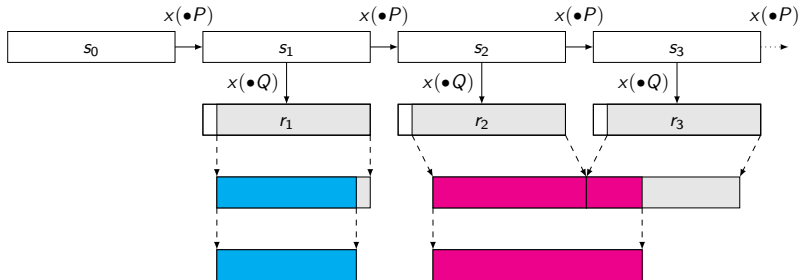 x(•P) x(•P) x(•P) x(•P)
s₀ s₁ s₂ s₃
x(•Q) x(•Q) x(•Q)
r₁ r₂ r₃